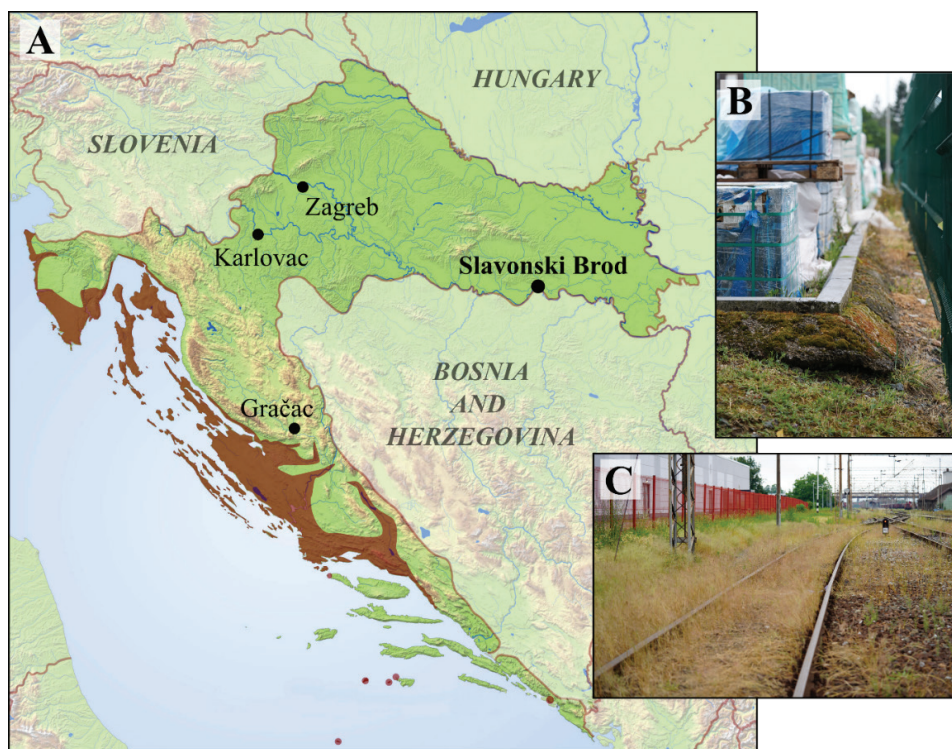 A
HUNGARY
B
SLOVENIA
Zagreb
Karlovac
Slavonski Brod
BOSNIA
AND
HERZEGOVINA
Gračac
C